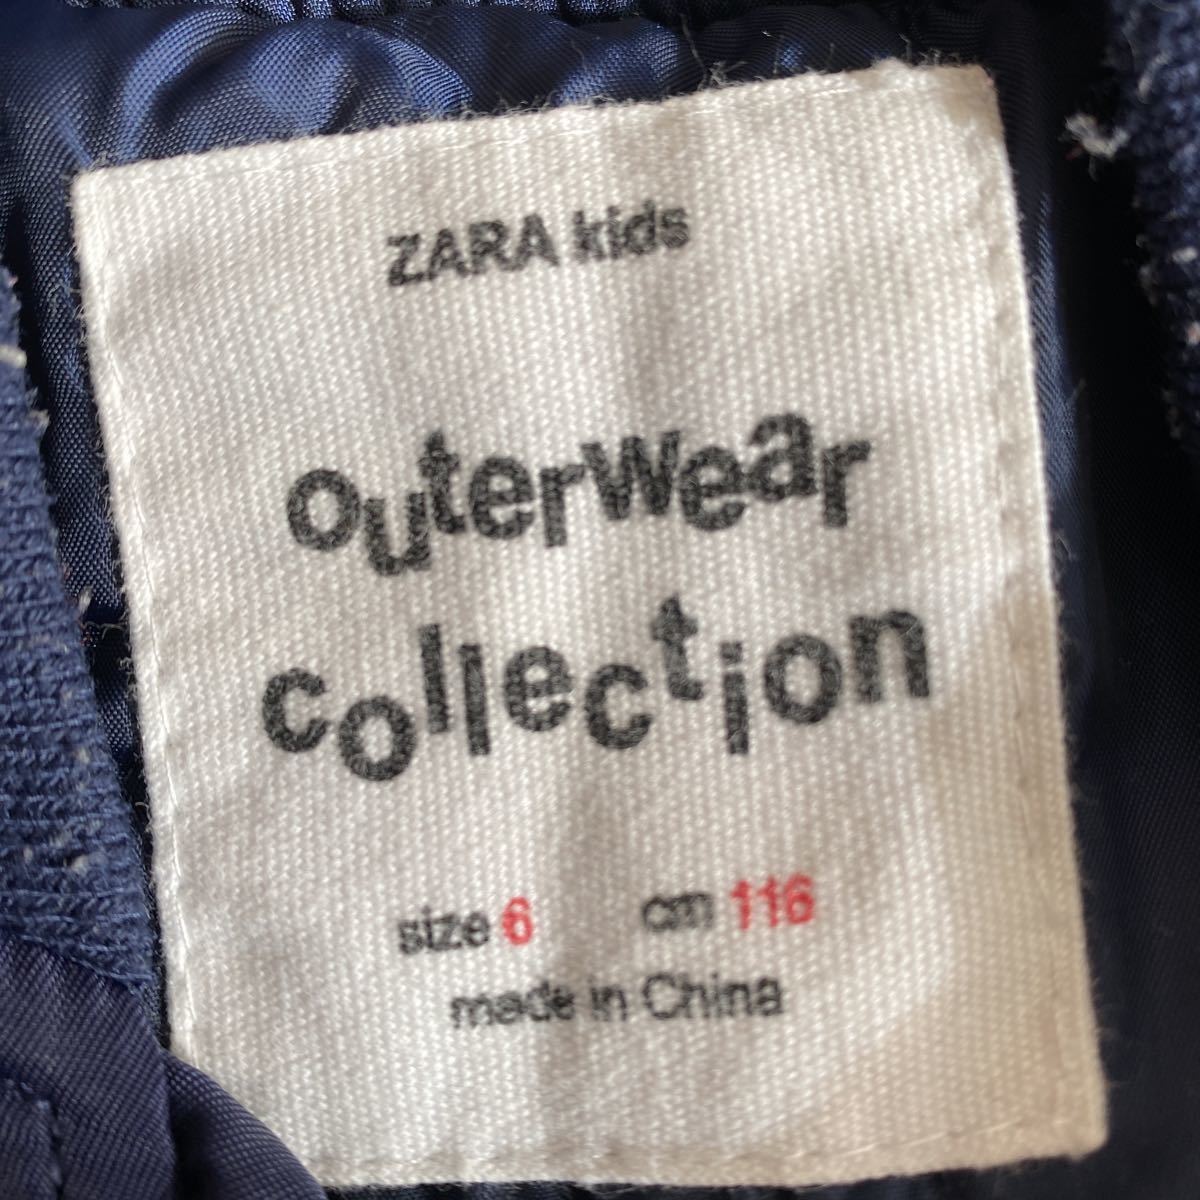 ZARA kids
outerwear
collection
size 6 cm 116
made in China